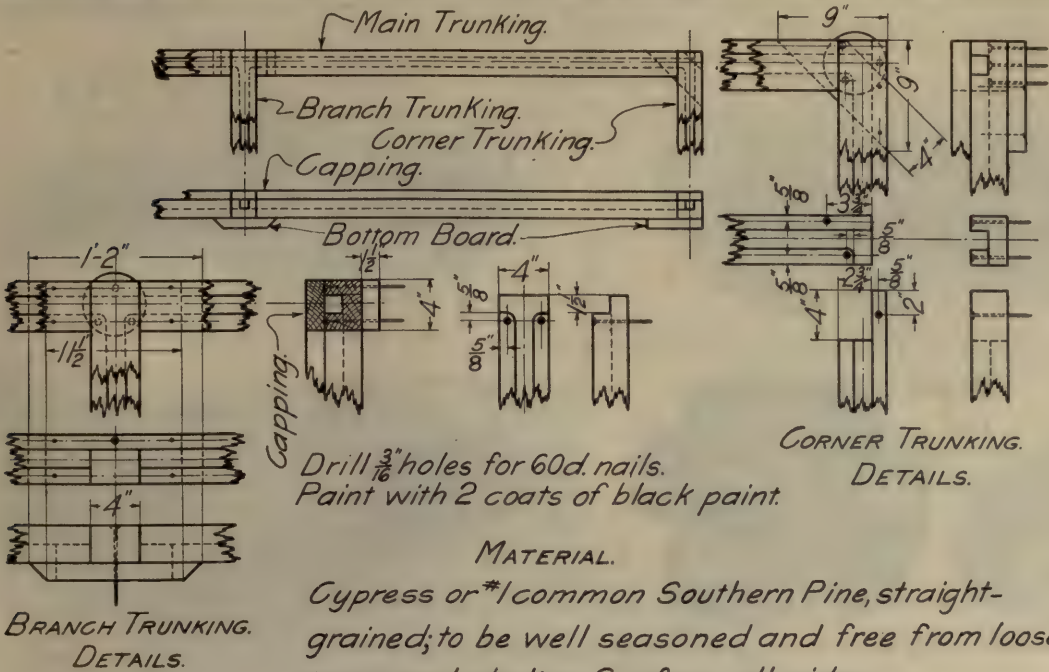 Main Trunking.
Branch Trunking.
Corner Trunking.
Capping.
Bottom Board.
9"
9"
4"
5/8"
3 3/4"
5/8"
5/8"
2 3/4"
5/8"
4"
2"
CORNER TRUNKING.
DETAILS.
1'-2"
11 1/2"
4"
BRANCH TRUNKING.
DETAILS.
1 1/2"
4"
Capping.
5/8"
4"
1 1/2"
5/8"
Drill 3/16" holes for 60d. nails.
Paint with 2 coats of black paint.
MATERIAL.
Cypress or #1 common Southern Pine, straight-
grained; to be well seasoned and free from loose